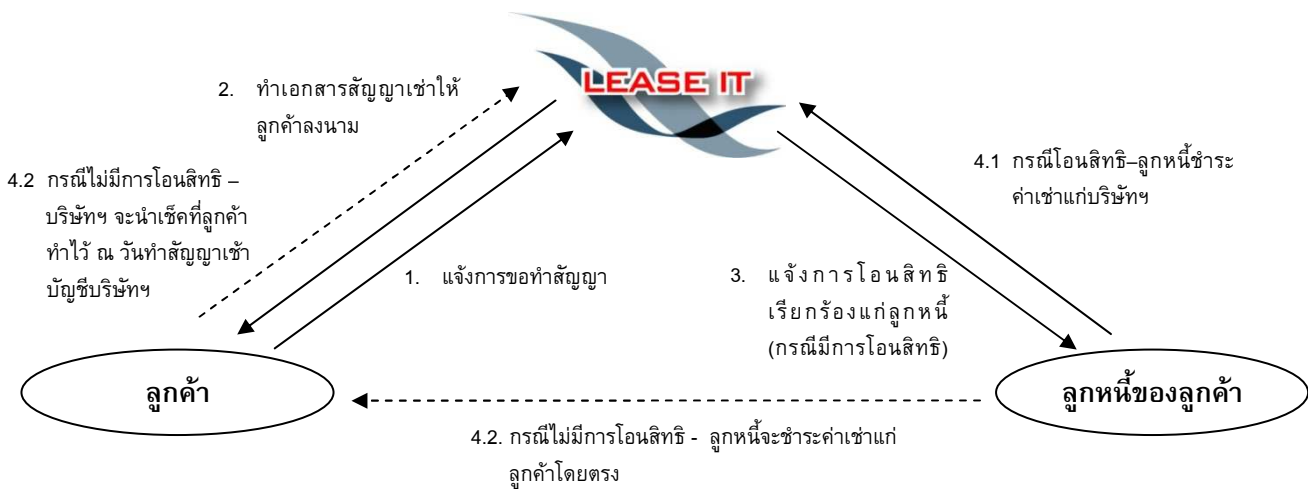 LEASE IT
2. ทำเอกสารสัญญาเช่าให้
ลูกค้าลงนาม
4.1 กรณีโอนสิทธิ–ลูกหนี้ชำระ
ค่าเช่าแก่บริษัทฯ
4.2 กรณีไม่มีการโอนสิทธิ –
บริษัทฯ จะนำเช็คที่ลูกค้า
ทำไว้ ณ วันทำสัญญาเช้า
บัญชีบริษัทฯ
1. แจ้งการขอทำสัญญา
3. แจ้งการโอนสิทธิ
เรียกร้องแก่ลูกหนี้
(กรณีมีการโอนสิทธิ)
ลูกค้า
ลูกหนี้ของลูกค้า
4.2. กรณีไม่มีการโอนสิทธิ - ลูกหนี้จะชำระค่าเช่าแก่
ลูกค้าโดยตรง